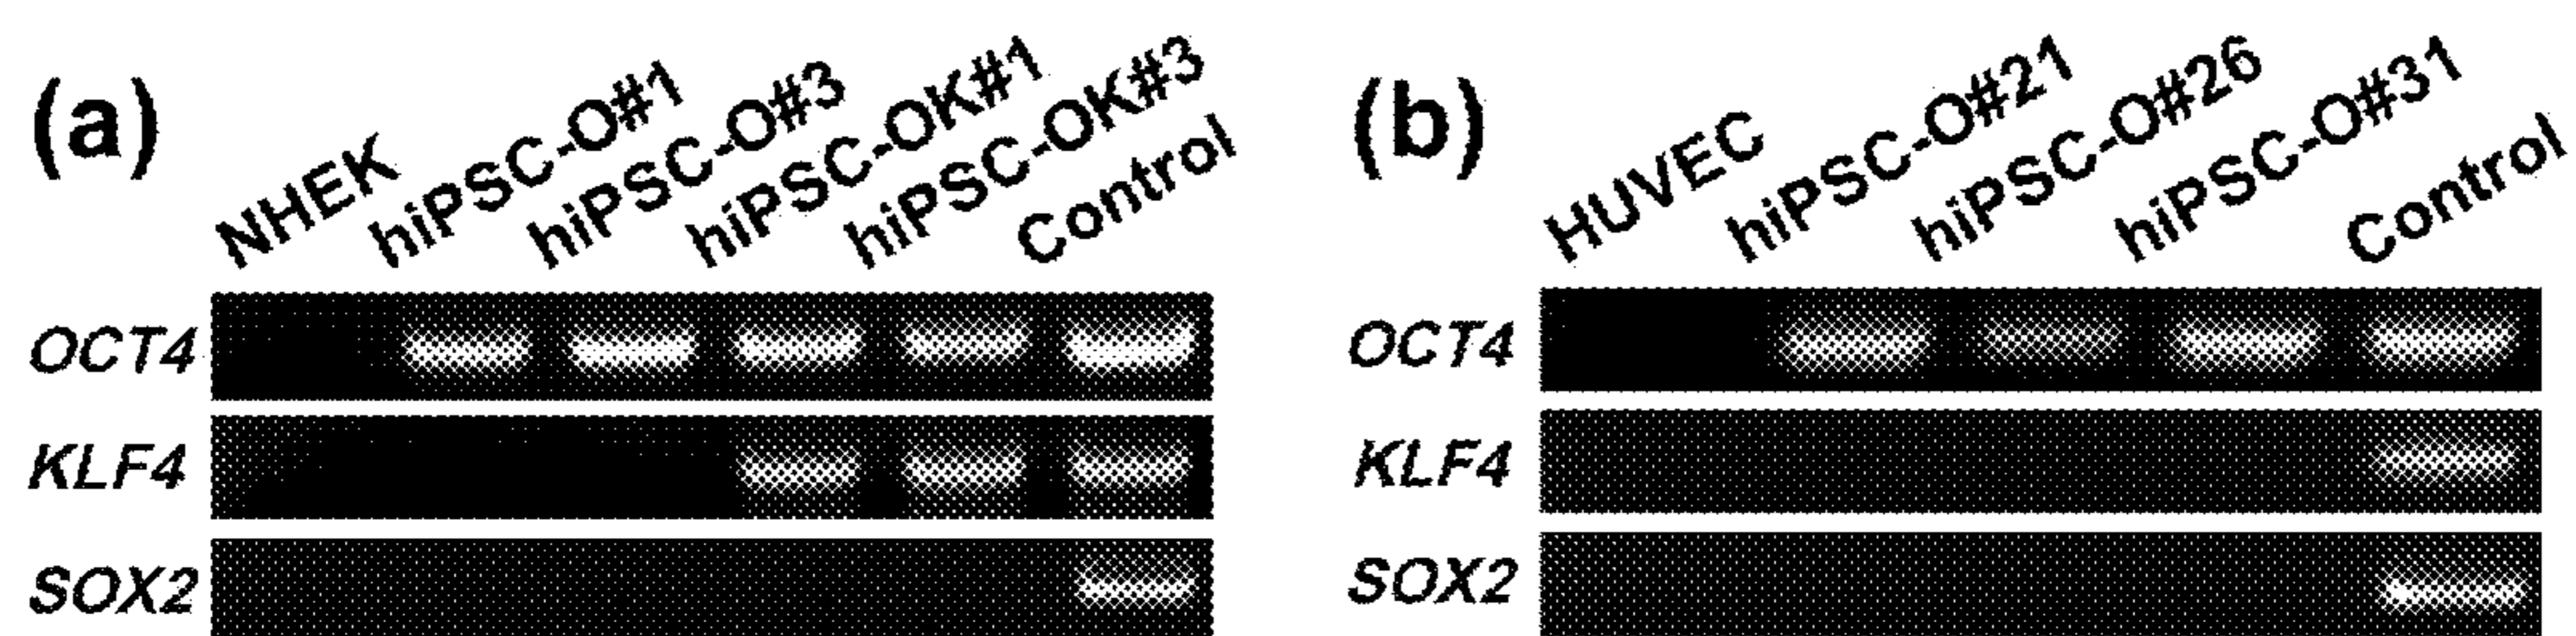 (a)
NHEK
hiPSC-O#1
hiPSC-O#3
hiPSC-OK#1
hiPSC-OK#3
Control
OCT4
KLF4
SOX2
(b)
HUVEC
hiPSC-O#21
hiPSC-O#26
hiPSC-O#31
Control
OCT4
KLF4
SOX2